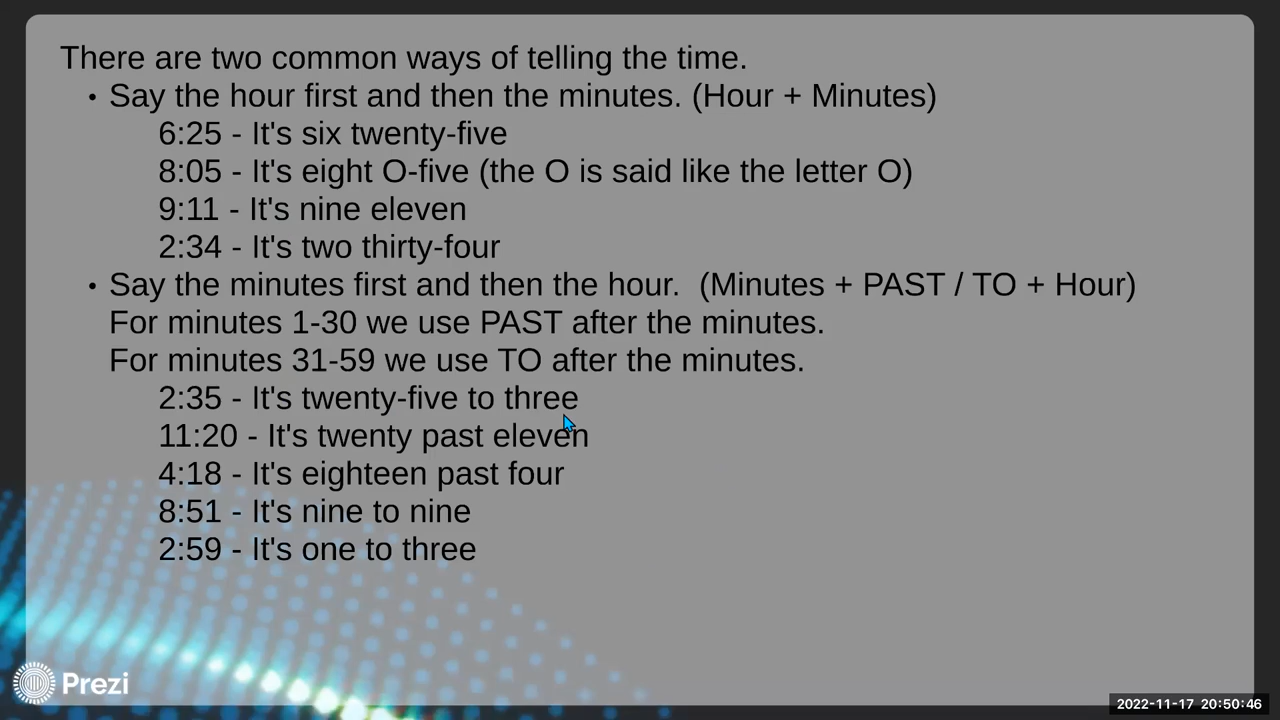 There are two common ways of telling the time.
• Say the hour first and then the minutes. (Hour + Minutes)
6:25 - It's six twenty-five
8:05 - It's eight O-five (the O is said like the letter O)
9:11 - It's nine eleven
2:34 - It's two thirty-four
• Say the minutes first and then the hour.  (Minutes + PAST / TO + Hour)
For minutes 1-30 we use PAST after the minutes.
For minutes 31-59 we use TO after the minutes.
2:35 - It's twenty-five to three
11:20 - It's twenty past eleven
4:18 - It's eighteen past four
8:51 - It's nine to nine
2:59 - It's one to three
Prezi
2022-11-17 20:50:46